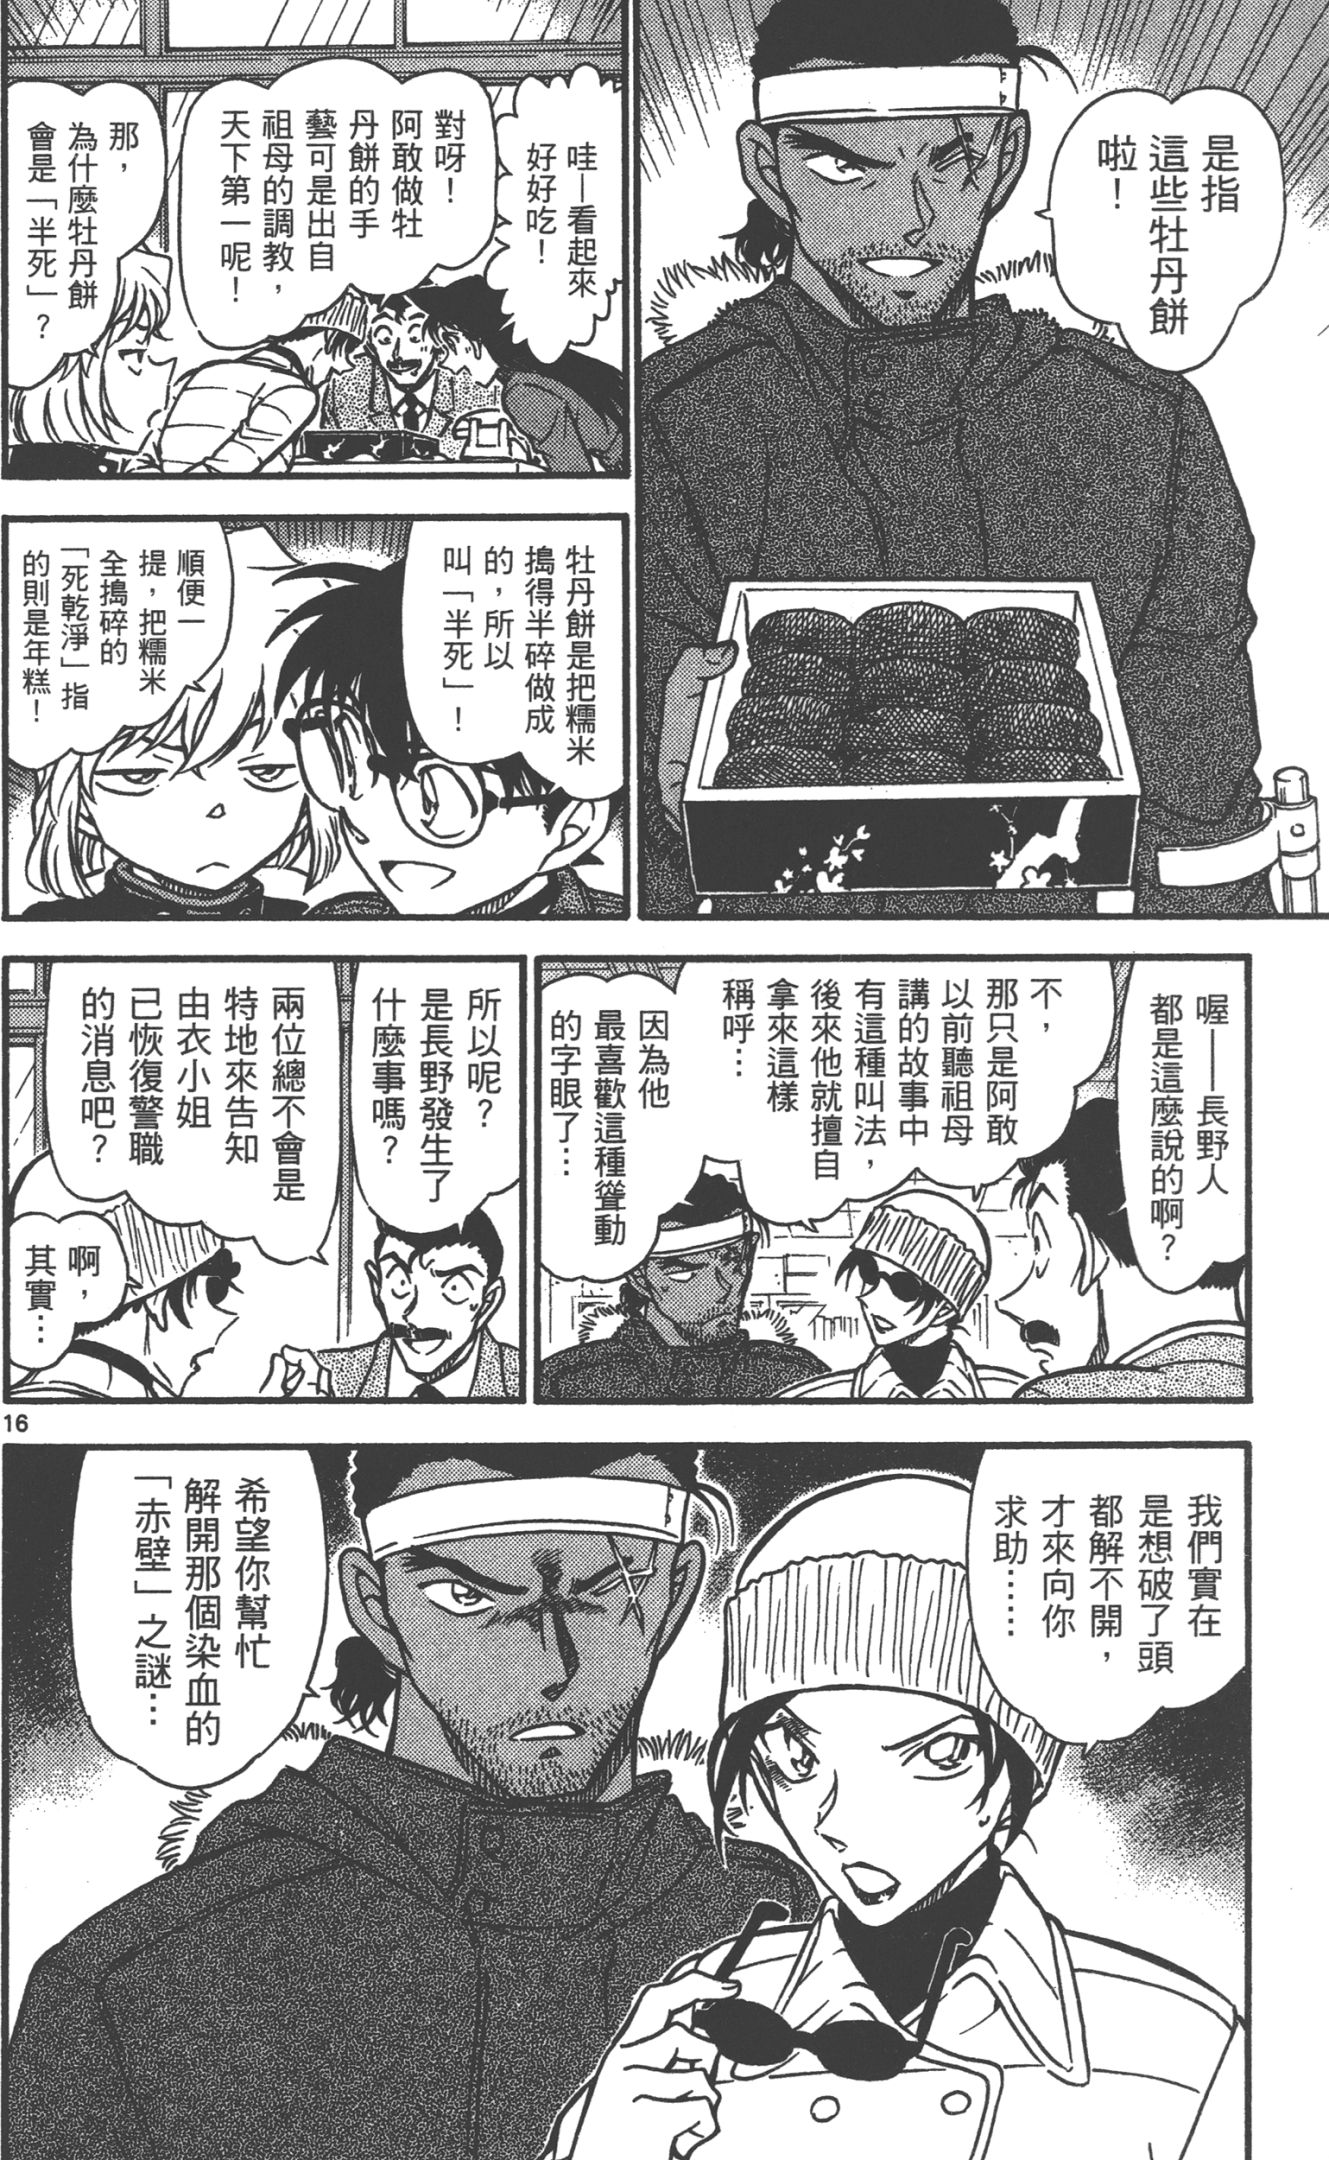 是指
這些牡丹餅
啦！
哇—看起來
好好吃！
對呀！
阿敢做牡
丹餅的手
藝可是出自
祖母的調教，
天下第一呢！
那，
為什麼牡丹餅
會是「半死」？
牡丹餅是把糯米
搗得半碎做成
的，所以
叫「半死」！
順便一
提，把糯米
全搗碎的
「死乾淨」指
的則是年糕！
喔——長野人
都是這麼說的啊？
不，
那只是阿敢
以前聽祖母
講的故事中
有這種叫法，
後來他就擅自
拿來這樣
稱呼…
因為他
最喜歡這種聳動
的字眼了…
所以呢？
是長野發生了
什麼事嗎？
兩位總不會是
特地來告知
由衣小姐
已恢復警職
的消息吧？
啊，
其實…
16
我們實在
是想破了頭
都解不開，
才來向你
求助……
希望你幫忙
解開那個染血的
「赤壁」之謎…